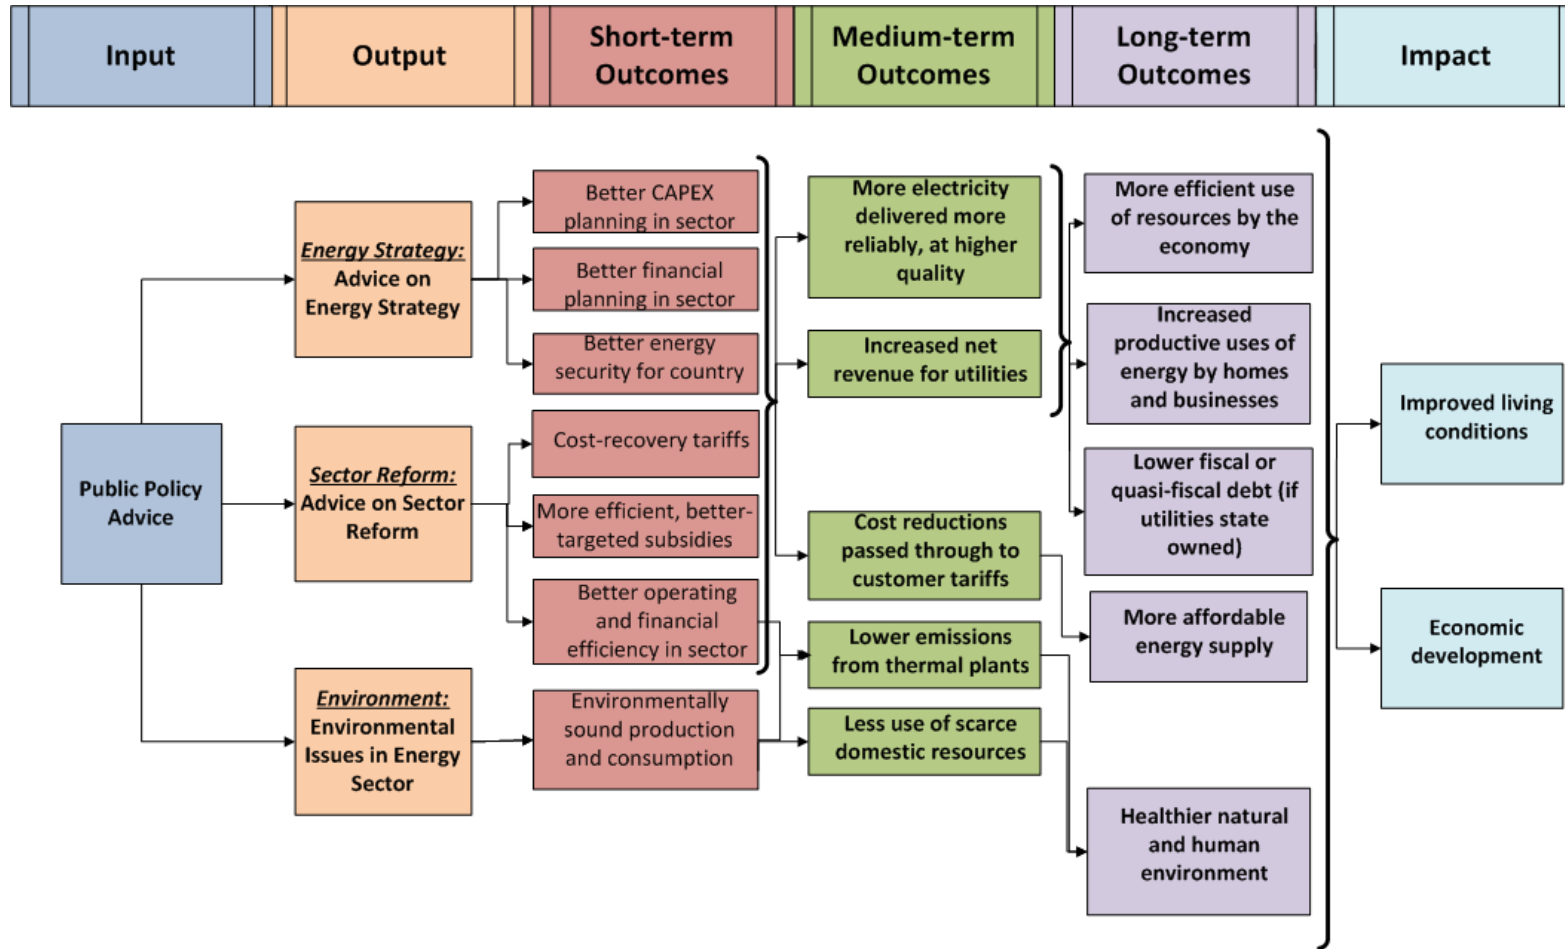 Input
Output
Short-term
Outcomes
Medium-term
Outcomes
Long-term
Outcomes
Impact
Public Policy
Advice
Energy Strategy:
Advice on
Energy Strategy
Sector Reform:
Advice on Sector
Reform
Environment:
Environmental
Issues in Energy
Sector
Better CAPEX
planning in sector
Better financial
planning in sector
Better energy
security for country
Cost-recovery tariffs
More efficient, better-
targeted subsidies
Better operating
and financial
efficiency in sector
Environmentally
sound production
and consumption
More electricity
delivered more
reliably, at higher
quality
Increased net
revenue for utilities
Cost reductions
passed through to
customer tariffs
Lower emissions
from thermal plants
Less use of scarce
domestic resources
More efficient use
of resources by the
economy
Increased
productive uses of
energy by homes
and businesses
Lower fiscal or
quasi-fiscal debt (if
utilities state
owned)
More affordable
energy supply
Healthier natural
and human
environment
Improved living
conditions
Economic
development